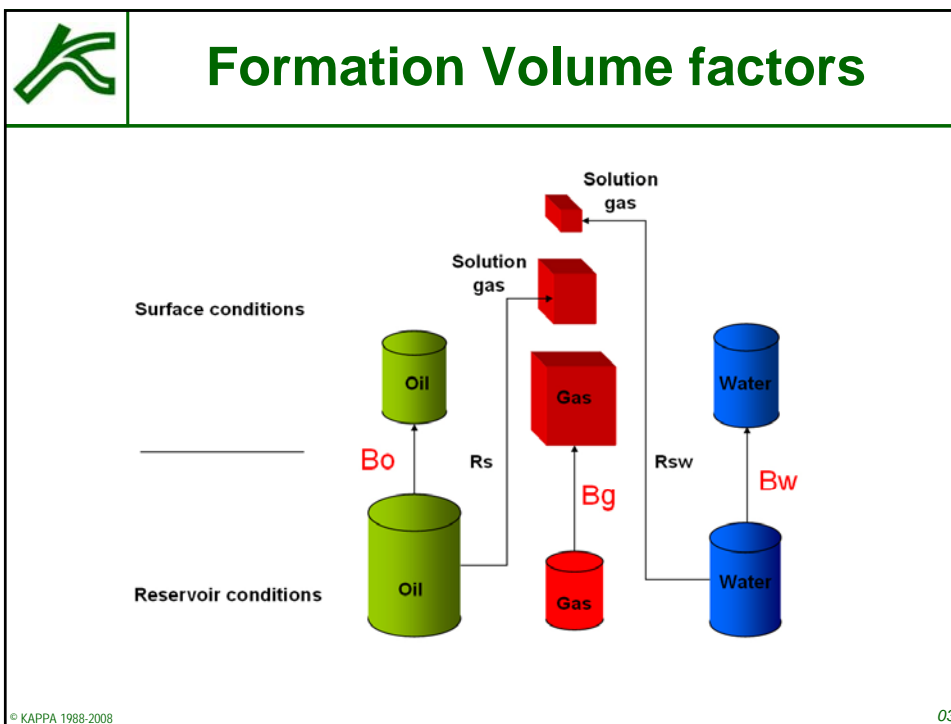 Formation Volume factors
Solution
gas
Solution
gas
Surface conditions
Oil
Gas
Water
Bo
Rs
Bg
Rsw
Bw
Reservoir conditions
Oil
Gas
Water
© KAPPA 1988-2008
03